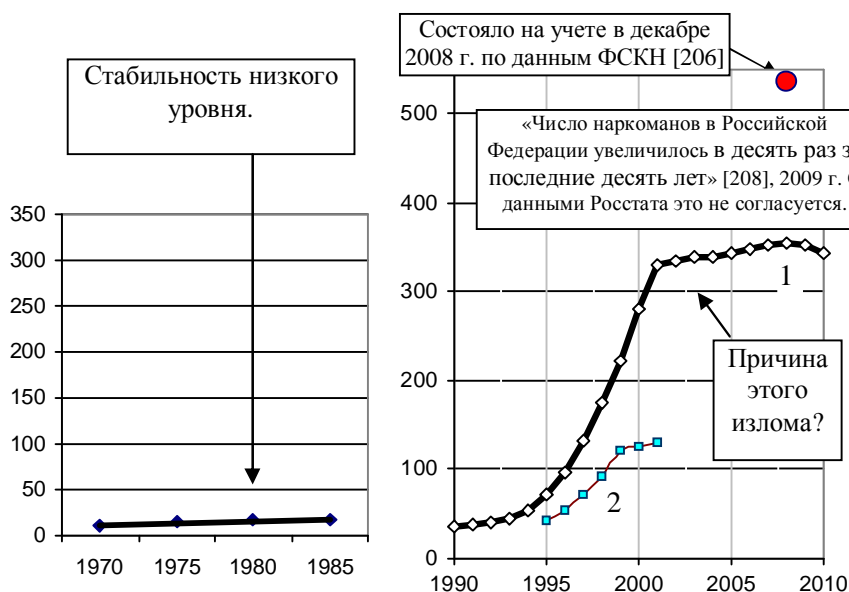 Стабильность низкого
уровня.
350
300
250
200
150
100
50
0
1970 1975 1980 1985
Состояло на учете в декабре
2008 г. по данным ФСКН [206]
«Число наркоманов в Российской
Федерации увеличилось в десять раз з
последние десять лет» [208], 2009 г.
данными Росстата это не согласуется.
500
400
300
200
100
0
1
Причина
этого
излома?
2
1990 1995 2000 2005 2010